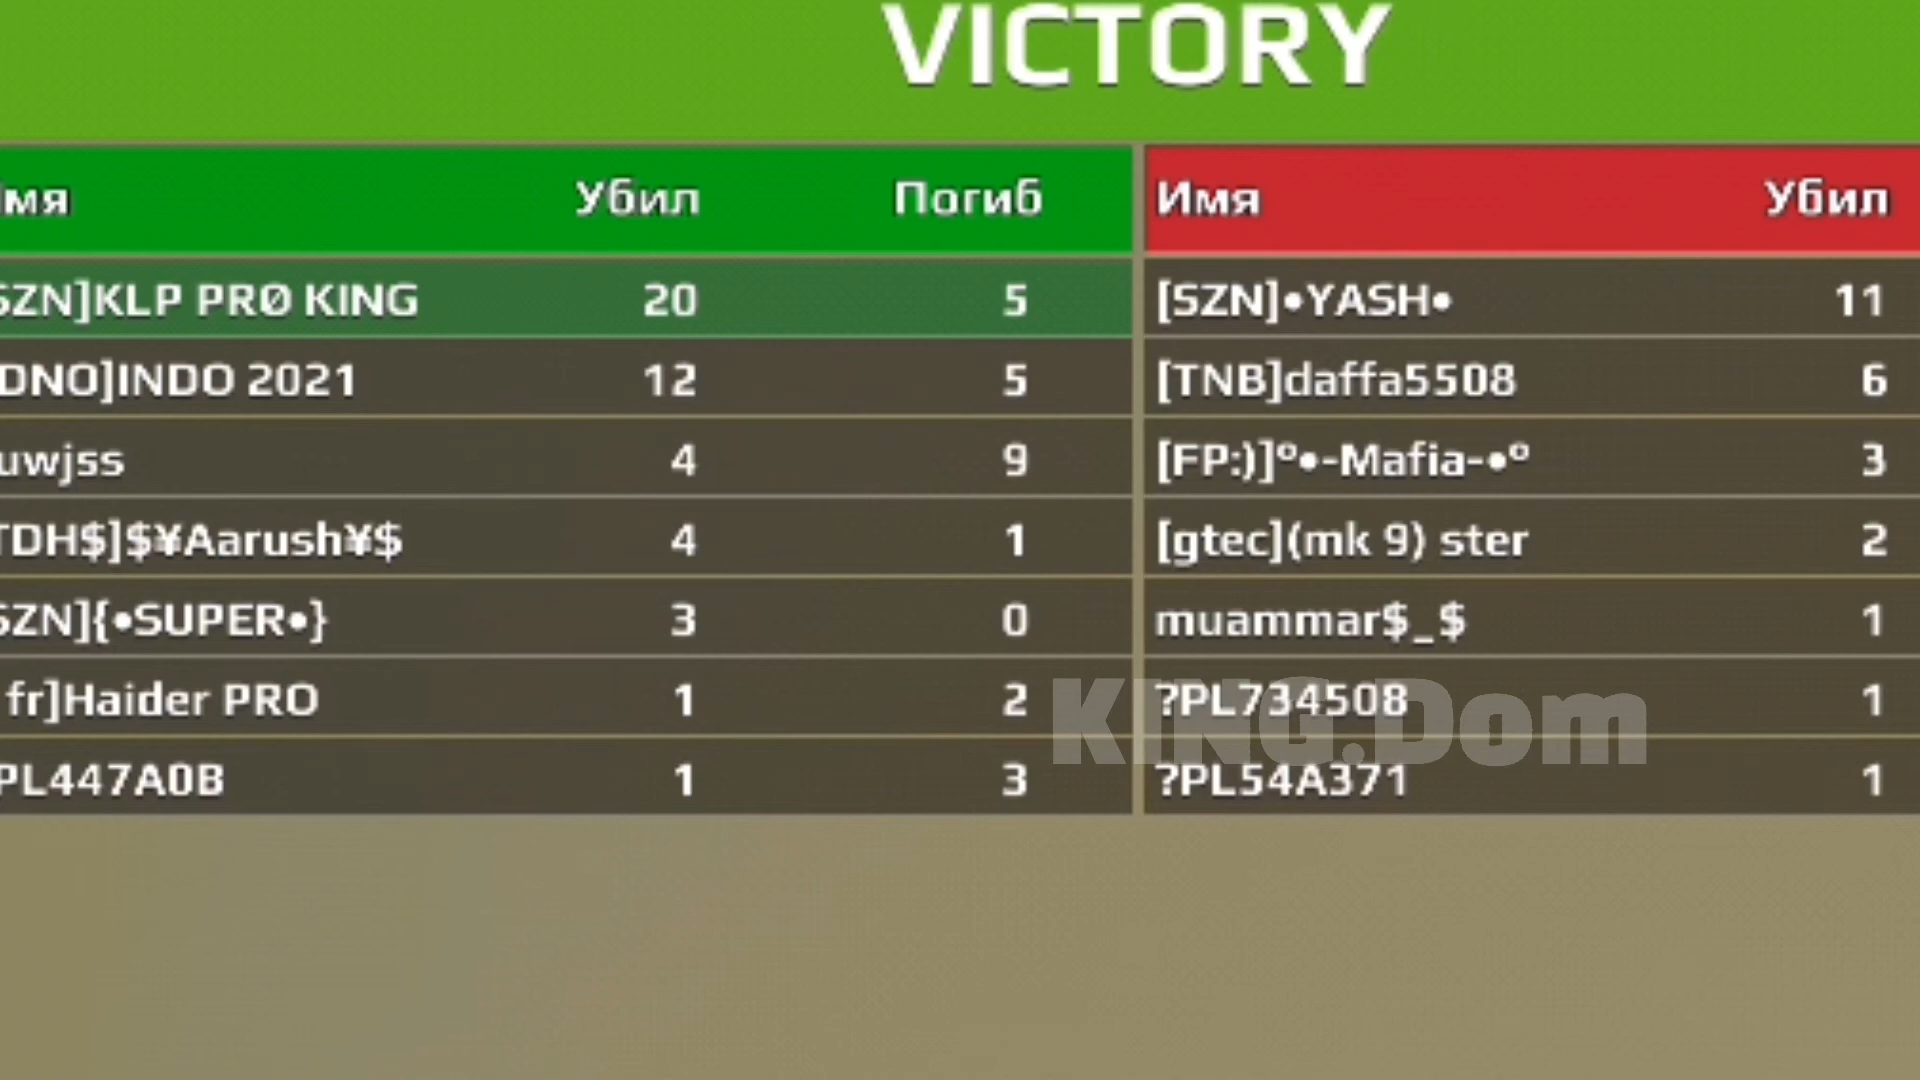 VICTORY
мя Убил Погиб Имя Убил
SZN]KLP PRØ KING 20 5 [SZN]•YASH• 11
DNO]INDO 2021 12 5 [TNB]daffa5508 6
uwjss 4 9 [FP:)]º•-Mafia-•º 3
TDH$]$¥Aarush¥$ 4 1 [gtec](mk 9) ster 2
SZN]{•SUPER•} 3 0 muammar$_$ 1
fr]Haider PRO 1 2 ?PL734508 1
KING.Dom
PL447A0B 1 3 ?PL54A371 1